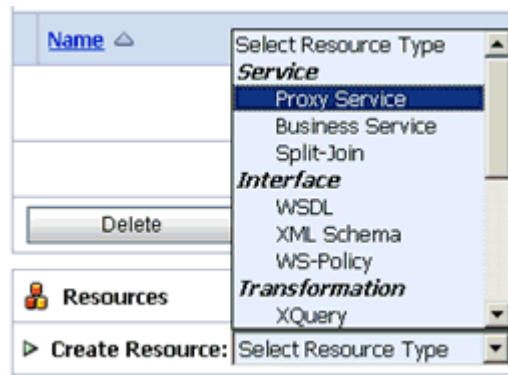 Name
Select Resource Type
Service
Proxy Service
Business Service
Split-Join
Interface
WSDL
XML Schema
WS-Policy
Transformation
XQuery
Delete
Resources
Create Resource: Select Resource Type